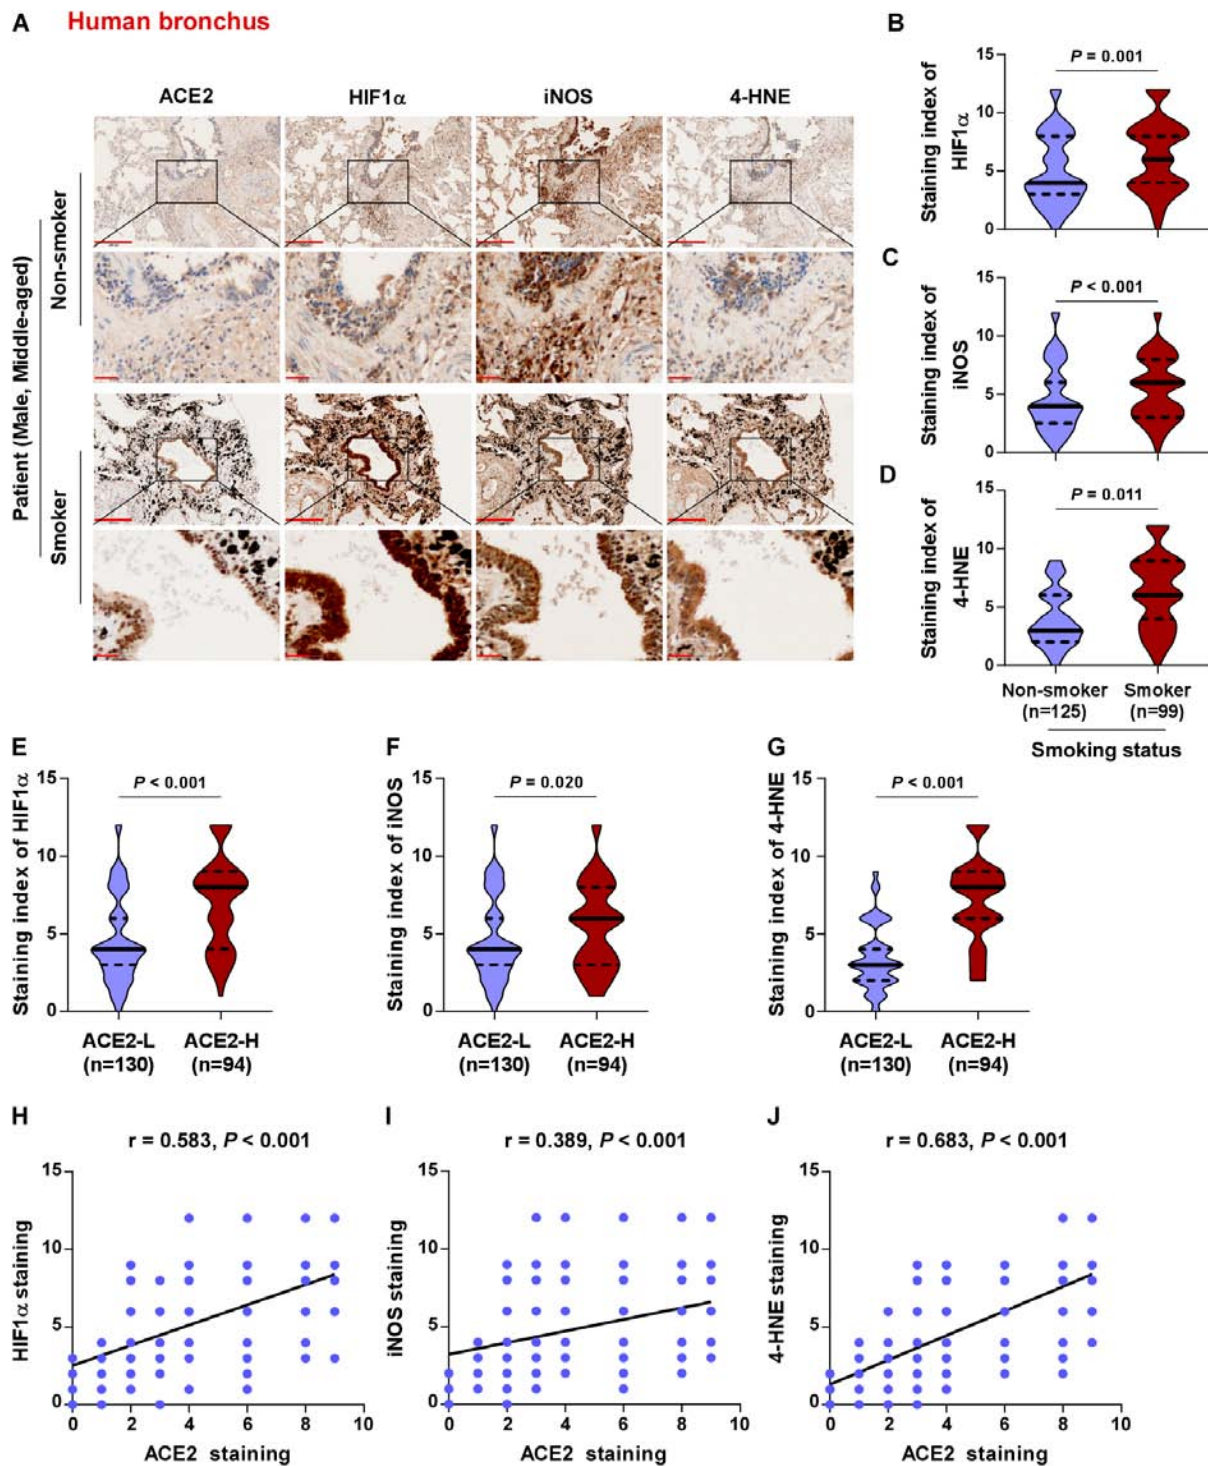 A Human bronchus
ACE2 HIF1α iNOS 4-HNE
Patient (Male, Middle-aged)
Non-smoker
Smoker
B
P = 0.001
Staining index of
HIF1α
15
10
5
0
C
P < 0.001
Staining index of
iNOS
15
10
5
0
D
P = 0.011
Staining index of
4-HNE
15
10
5
0
Non-smoker Smoker
(n=125) (n=99)
Smoking status
E
P < 0.001
Staining index of HIF1α
15
10
5
0
ACE2-L ACE2-H
(n=130) (n=94)
F
P = 0.020
Staining index of iNOS
15
10
5
0
ACE2-L ACE2-H
(n=130) (n=94)
G
P < 0.001
Staining index of 4-HNE
15
10
5
0
ACE2-L ACE2-H
(n=130) (n=94)
H
r = 0.583, P < 0.001
HIF1α staining
15
10
5
0
0 2 4 6 8 10
ACE2 staining
I
r = 0.389, P < 0.001
iNOS staining
15
10
5
0
0 2 4 6 8 10
ACE2 staining
J
r = 0.683, P < 0.001
4-HNE staining
15
10
5
0
0 2 4 6 8 10
ACE2 staining